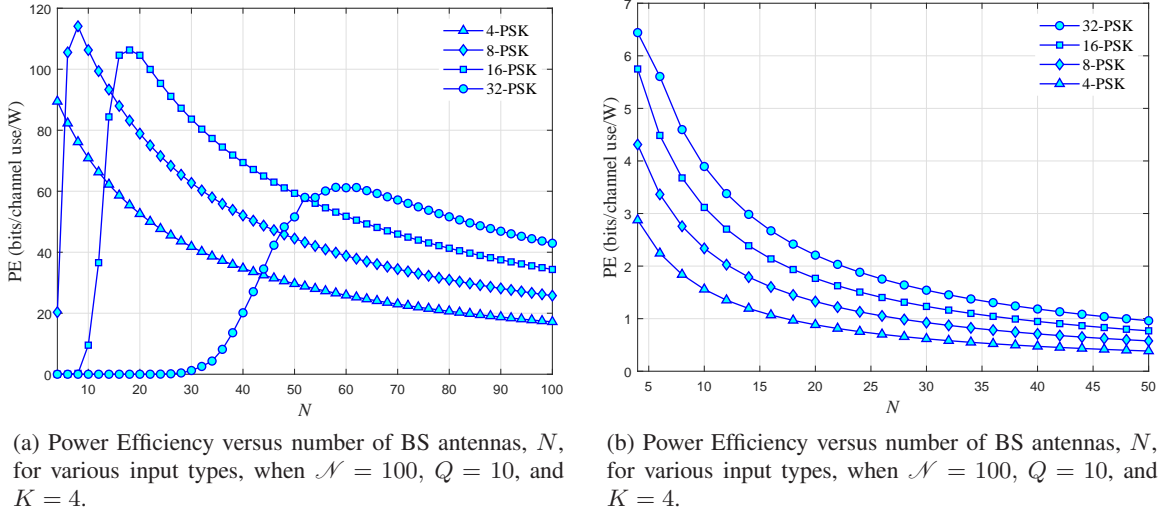 PE (bits/channel use/W)
120
100
80
60
40
20
0
10 20 30 40 50 60 70 80 90 100
N
4-PSK
8-PSK
16-PSK
32-PSK
(a) Power Efficiency versus number of BS antennas, N,
for various input types, when 𝒩 = 100, Q = 10, and
K = 4.
PE (bits/channel use/W)
7
6
5
4
3
2
1
0
5 10 15 20 25 30 35 40 45 50
N
32-PSK
16-PSK
8-PSK
4-PSK
(b) Power Efficiency versus number of BS antennas, N,
for various input types, when 𝒩 = 100, Q = 10, and
K = 4.